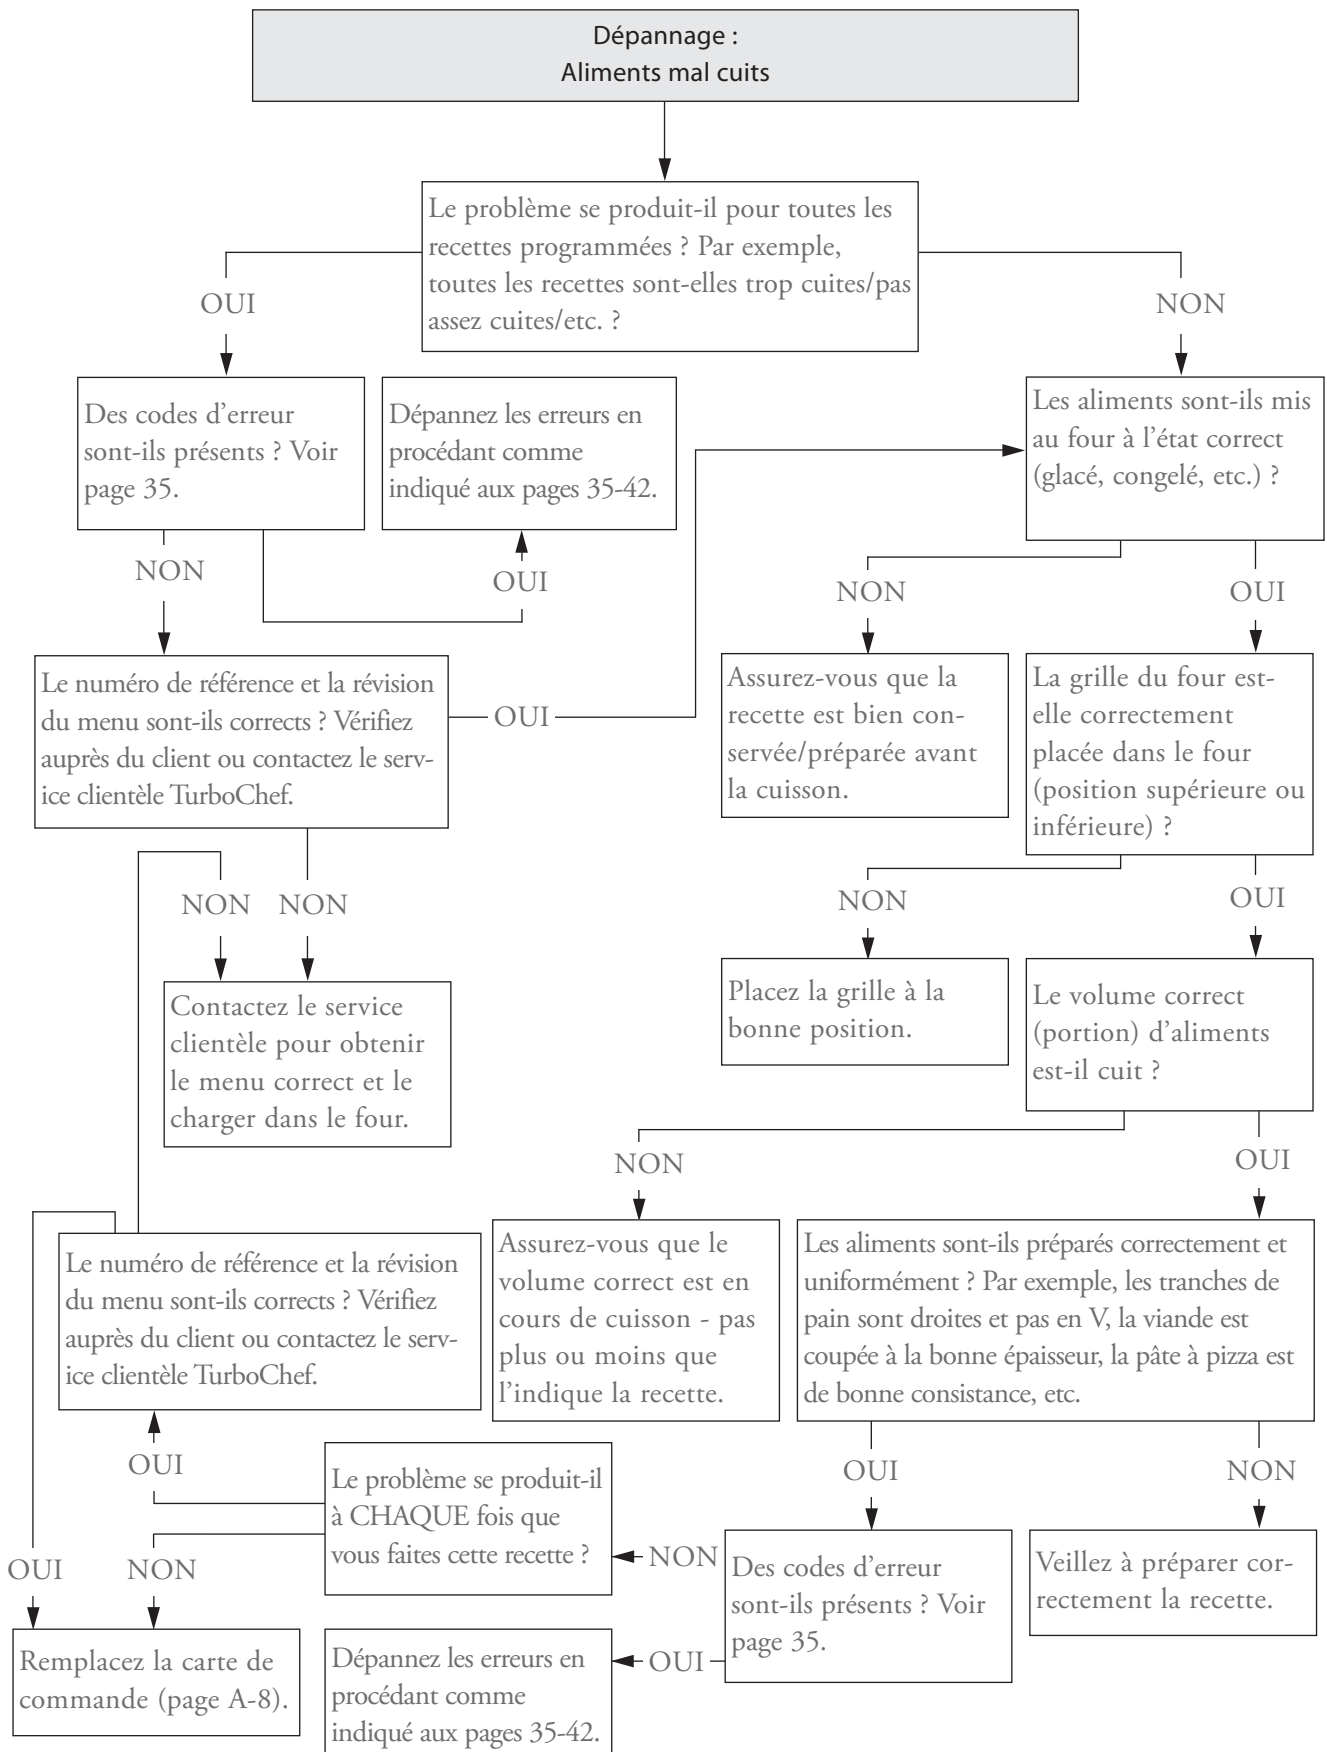 Dépannage :
Aliments mal cuits
Le problème se produit-il pour toutes les
recettes programmées ? Par exemple,
toutes les recettes sont-elles trop cuites/pas
assez cuites/etc. ?
OUI
NON
Des codes d'erreur
sont-ils présents ? Voir
page 35.
Dépannez les erreurs en
procédant comme
indiqué aux pages 35-42.
Les aliments sont-ils mis
au four à l'état correct
(glacé, congelé, etc.) ?
NON
OUI
NON
OUI
Le numéro de référence et la révision
du menu sont-ils corrects ? Vérifiez
auprès du client ou contactez le serv-
ice clientèle TurboChef.
OUI
Assurez-vous que la
recette est bien con-
servée/préparée avant
la cuisson.
La grille du four est-
elle correctement
placée dans le four
(position supérieure ou
inférieure) ?
NON
NON
NON
OUI
Contactez le service
clientèle pour obtenir
le menu correct et le
charger dans le four.
Placez la grille à la
bonne position.
Le volume correct
(portion) d'aliments
est-il cuit ?
NON
OUI
Le numéro de référence et la révision
du menu sont-ils corrects ? Vérifiez
auprès du client ou contactez le serv-
ice clientèle TurboChef.
Assurez-vous que le
volume correct est en
cours de cuisson - pas
plus ou moins que
l'indique la recette.
Les aliments sont-ils préparés correctement et
uniformément ? Par exemple, les tranches de
pain sont droites et pas en V, la viande est
coupée à la bonne épaisseur, la pâte à pizza est
de bonne consistance, etc.
OUI
OUI
NON
Le problème se produit-il
à CHAQUE fois que
vous faites cette recette ?
OUI
NON
NON
Des codes d'erreur
sont-ils présents ? Voir
page 35.
Veillez à préparer cor-
rectement la recette.
OUI
Remplacez la carte de
commande (page A-8).
Dépannez les erreurs en
procédant comme
indiqué aux pages 35-42.